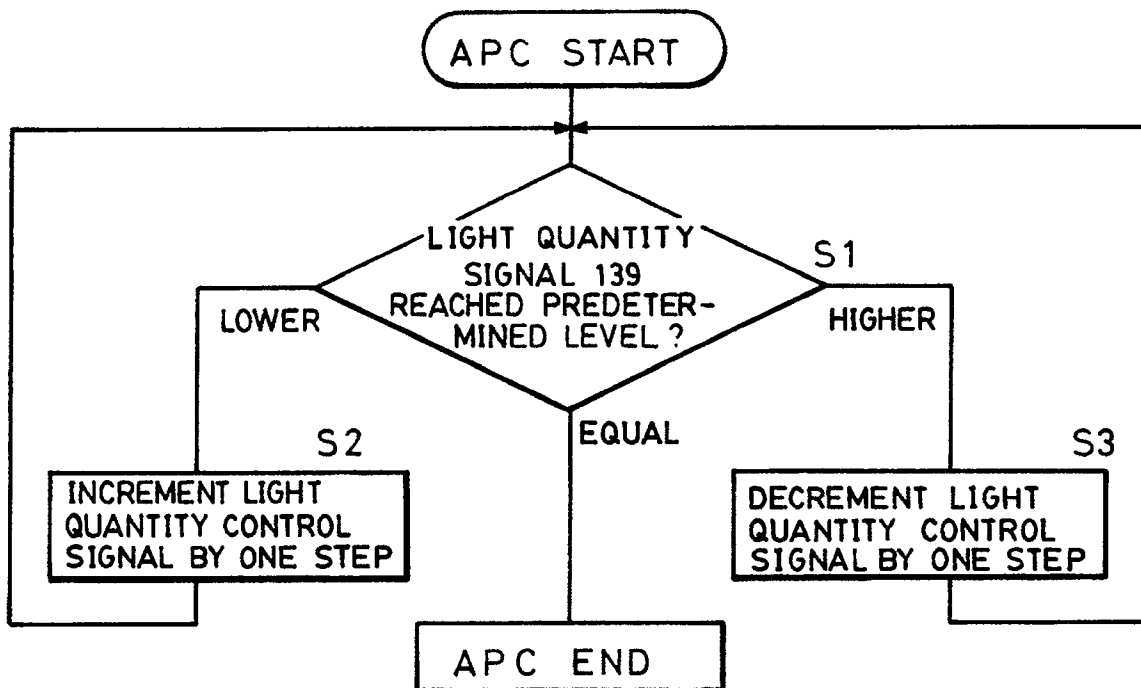 APC START
LIGHT QUANTITY
SIGNAL 139
REACHED PREDETER-
MINED LEVEL ?
S1
LOWER
HIGHER
EQUAL
S2
INCREMENT LIGHT
QUANTITY CONTROL
SIGNAL BY ONE STEP
S3
DECREMENT LIGHT
QUANTITY CONTROL
SIGNAL BY ONE STEP
APC END